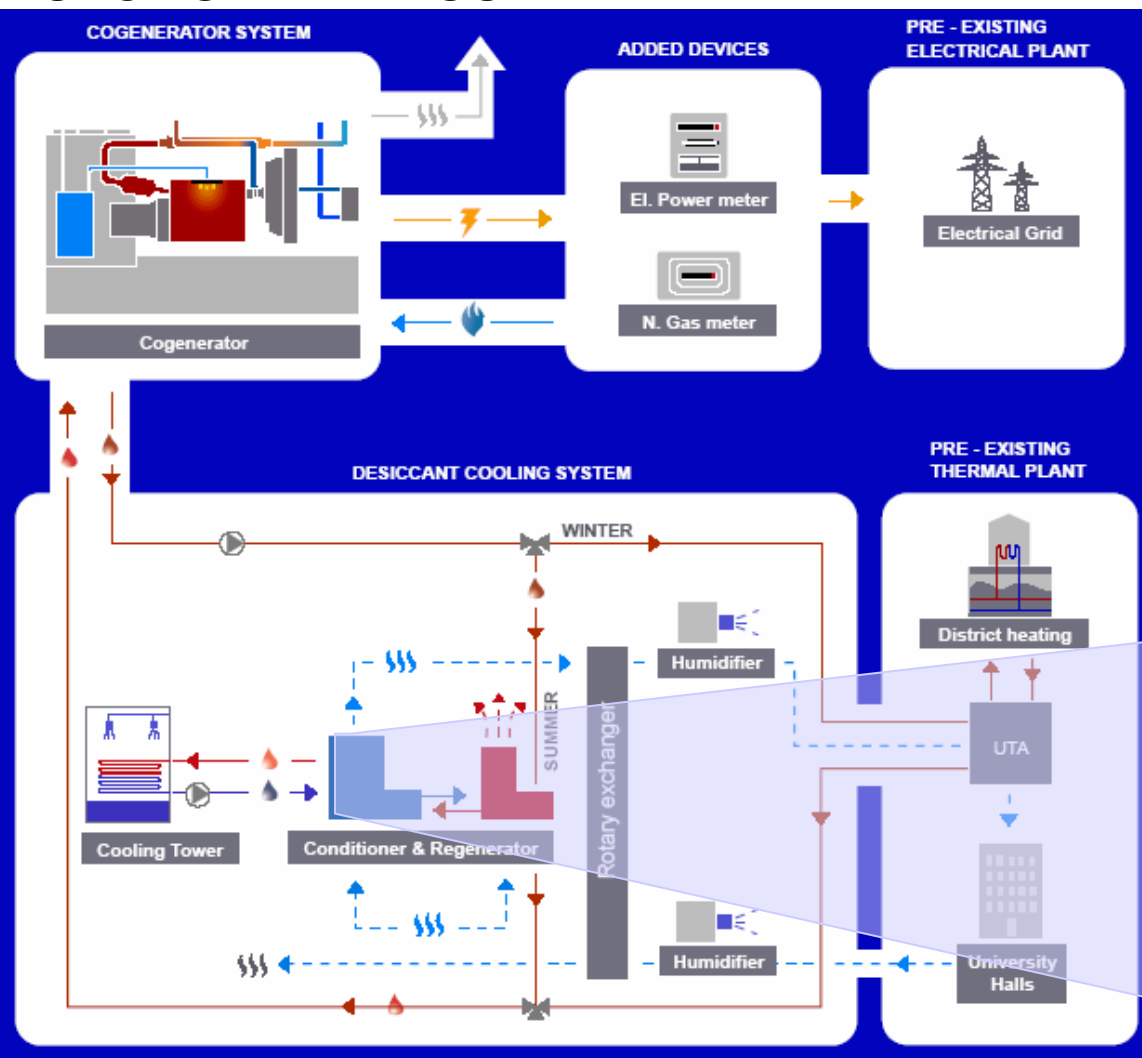 COGENERATOR SYSTEM
ADDED DEVICES
PRE - EXISTING
ELECTRICAL PLANT
El. Power meter
Electrical Grid
N. Gas meter
Cogenerator
DESICCANT COOLING SYSTEM
PRE - EXISTING
THERMAL PLANT
WINTER
District heating
Humidifier
SUMMER
Rotary exchanger
UTA
Cooling Tower
Conditioner & Regenerator
Humidifier
University
Halls